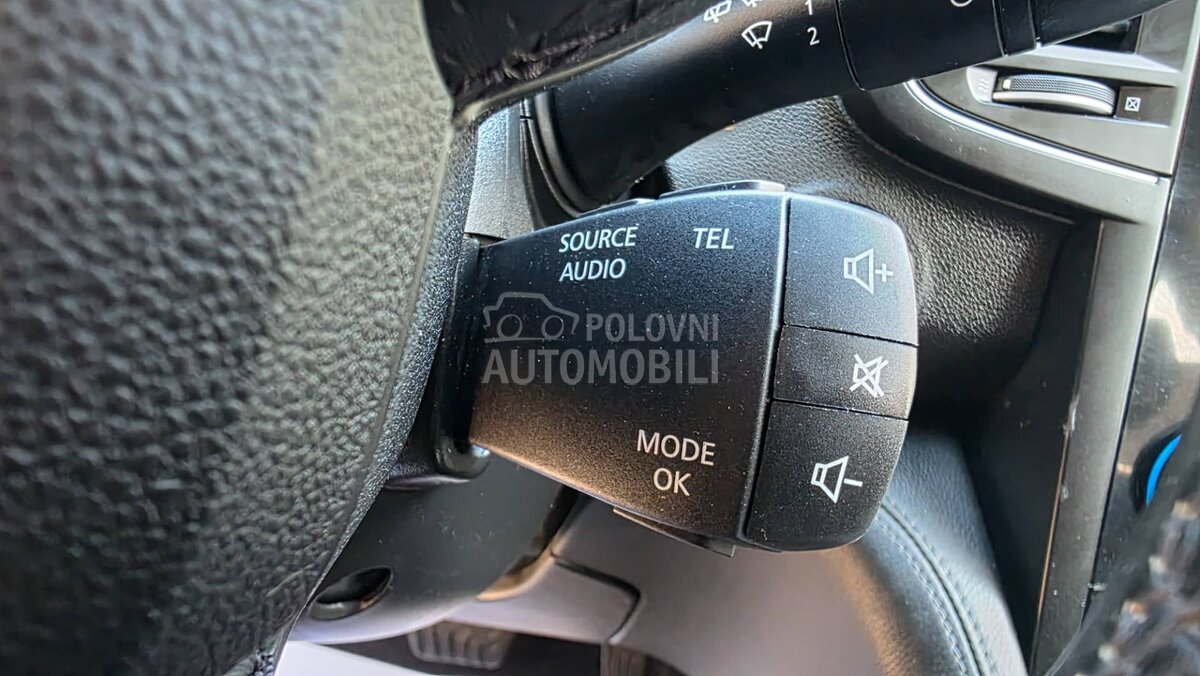 1
2
SOURCE
AUDIO
TEL
POLOVNI
AUTOMOBILI
MODE
OK